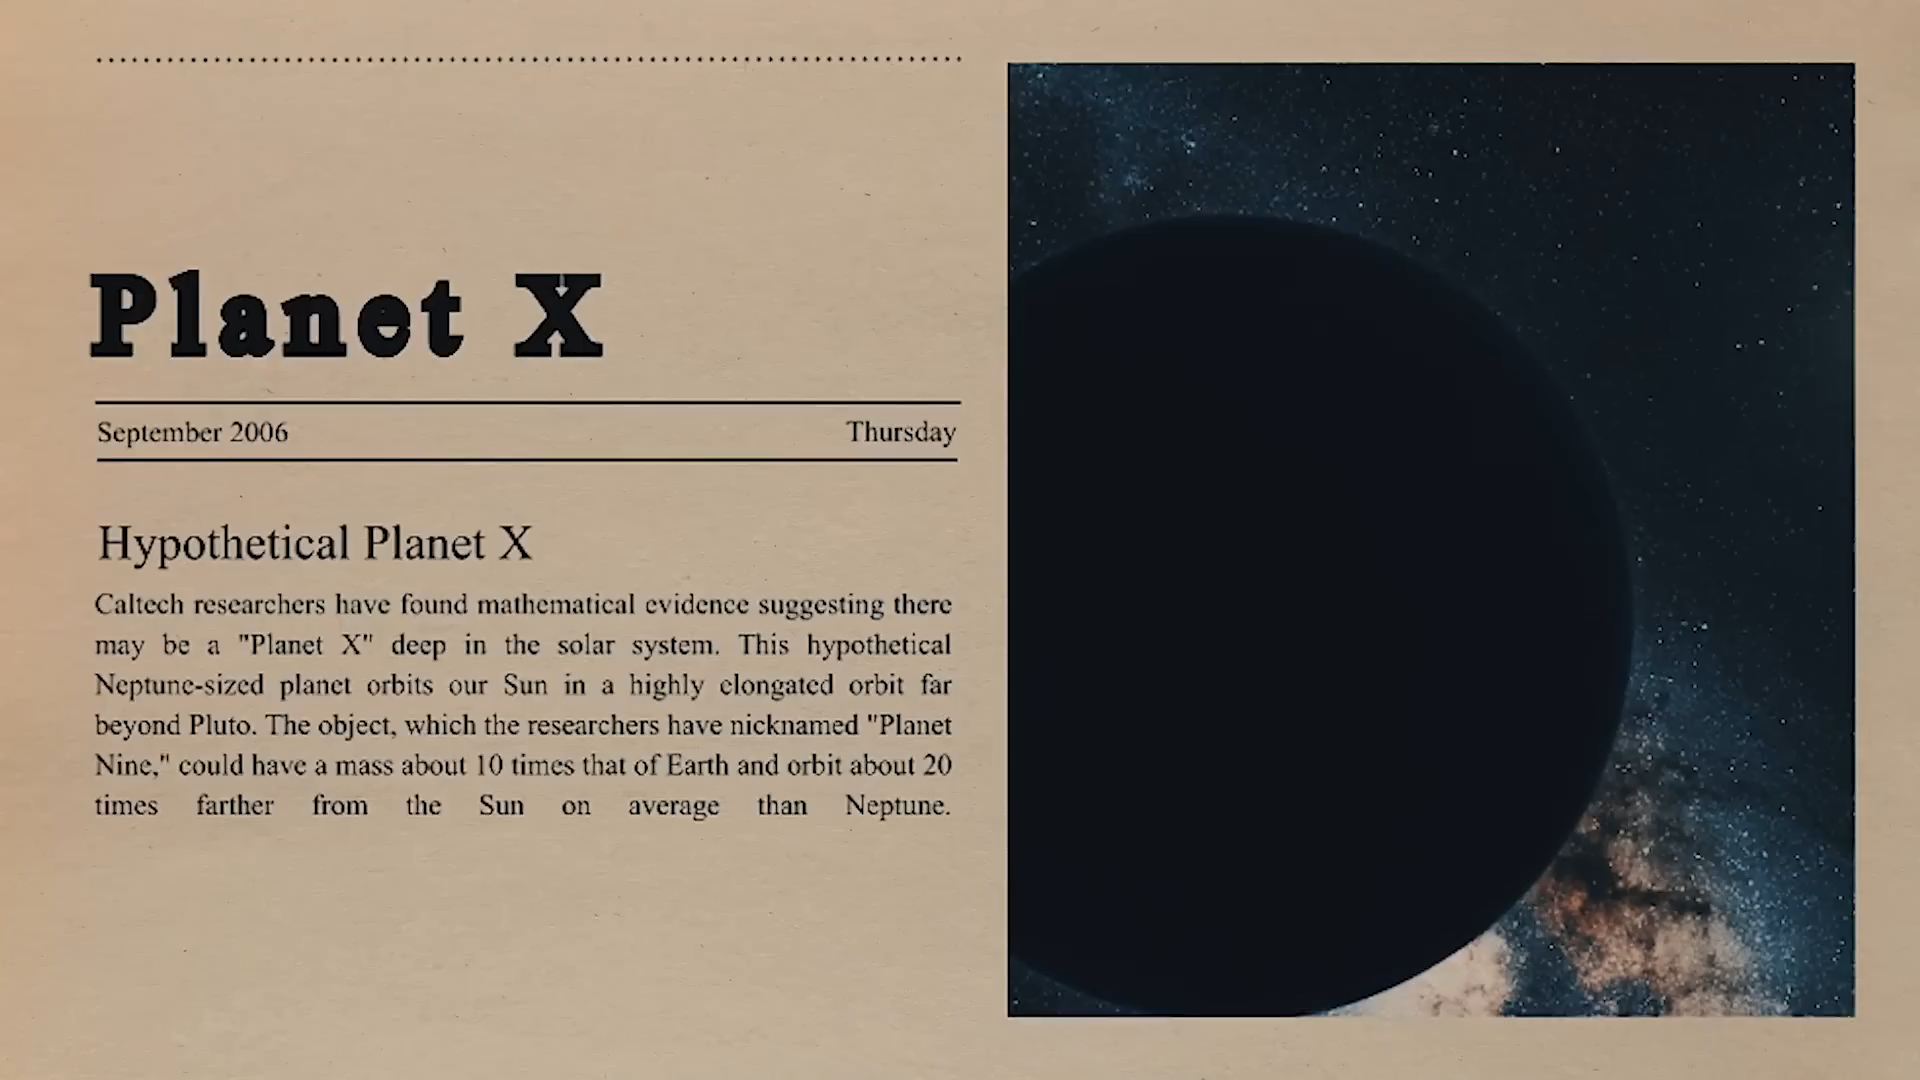 Planet X
September 2006 Thursday
Hypothetical Planet X
Caltech researchers have found mathematical evidence suggesting there
may be a "Planet X" deep in the solar system. This hypothetical
Neptune-sized planet orbits our Sun in a highly elongated orbit far
beyond Pluto. The object, which the researchers have nicknamed "Planet
Nine," could have a mass about 10 times that of Earth and orbit about 20
times farther from the Sun on average than Neptune.